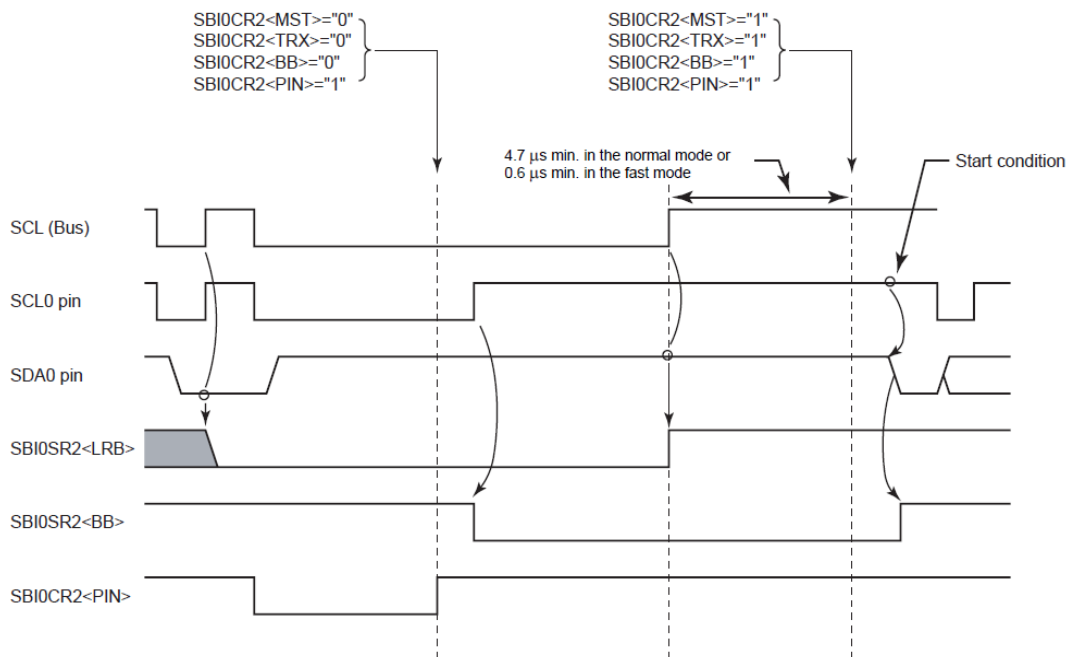 SBI0CR2<MST>="0"
SBI0CR2<TRX>="0"
SBI0CR2<BB>="0"
SBI0CR2<PIN>="1"
SBI0CR2<MST>="1"
SBI0CR2<TRX>="1"
SBI0CR2<BB>="1"
SBI0CR2<PIN>="1"
4.7 μs min. in the normal mode or
0.6 μs min. in the fast mode
Start condition
SCL (Bus)
SCL0 pin
SDA0 pin
SBI0SR2<LRB>
SBI0SR2<BB>
SBI0CR2<PIN>